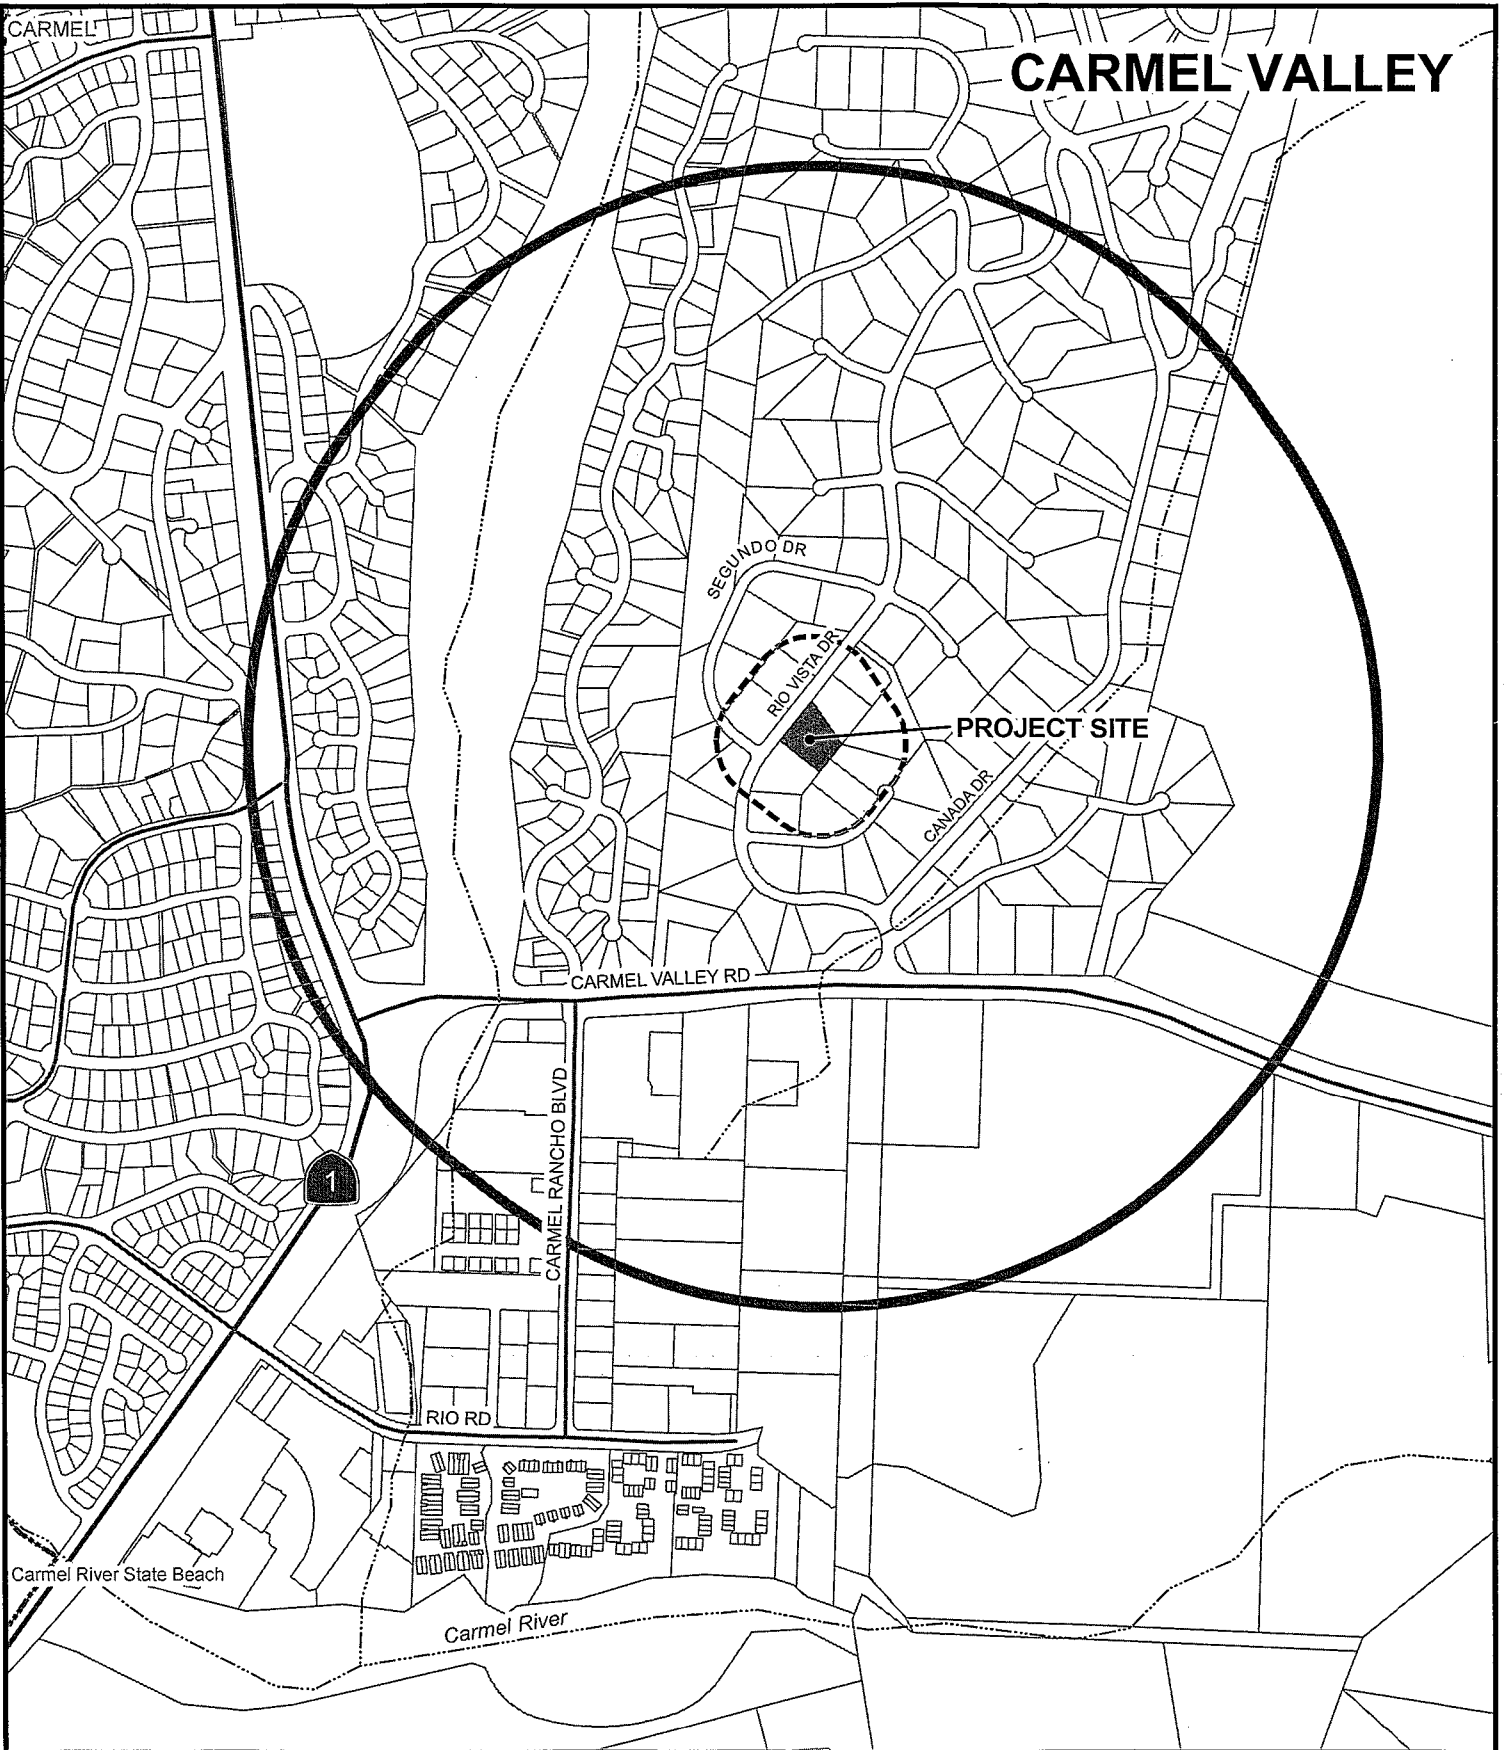 CARMEL
CARMEL VALLEY
SEGUNDO DR
RIO VISTA DR
PROJECT SITE
CANADA DR
CARMEL VALLEY RD
CARMEL RANCHO BLVD
1
RIO RD
Carmel River State Beach
Carmel River